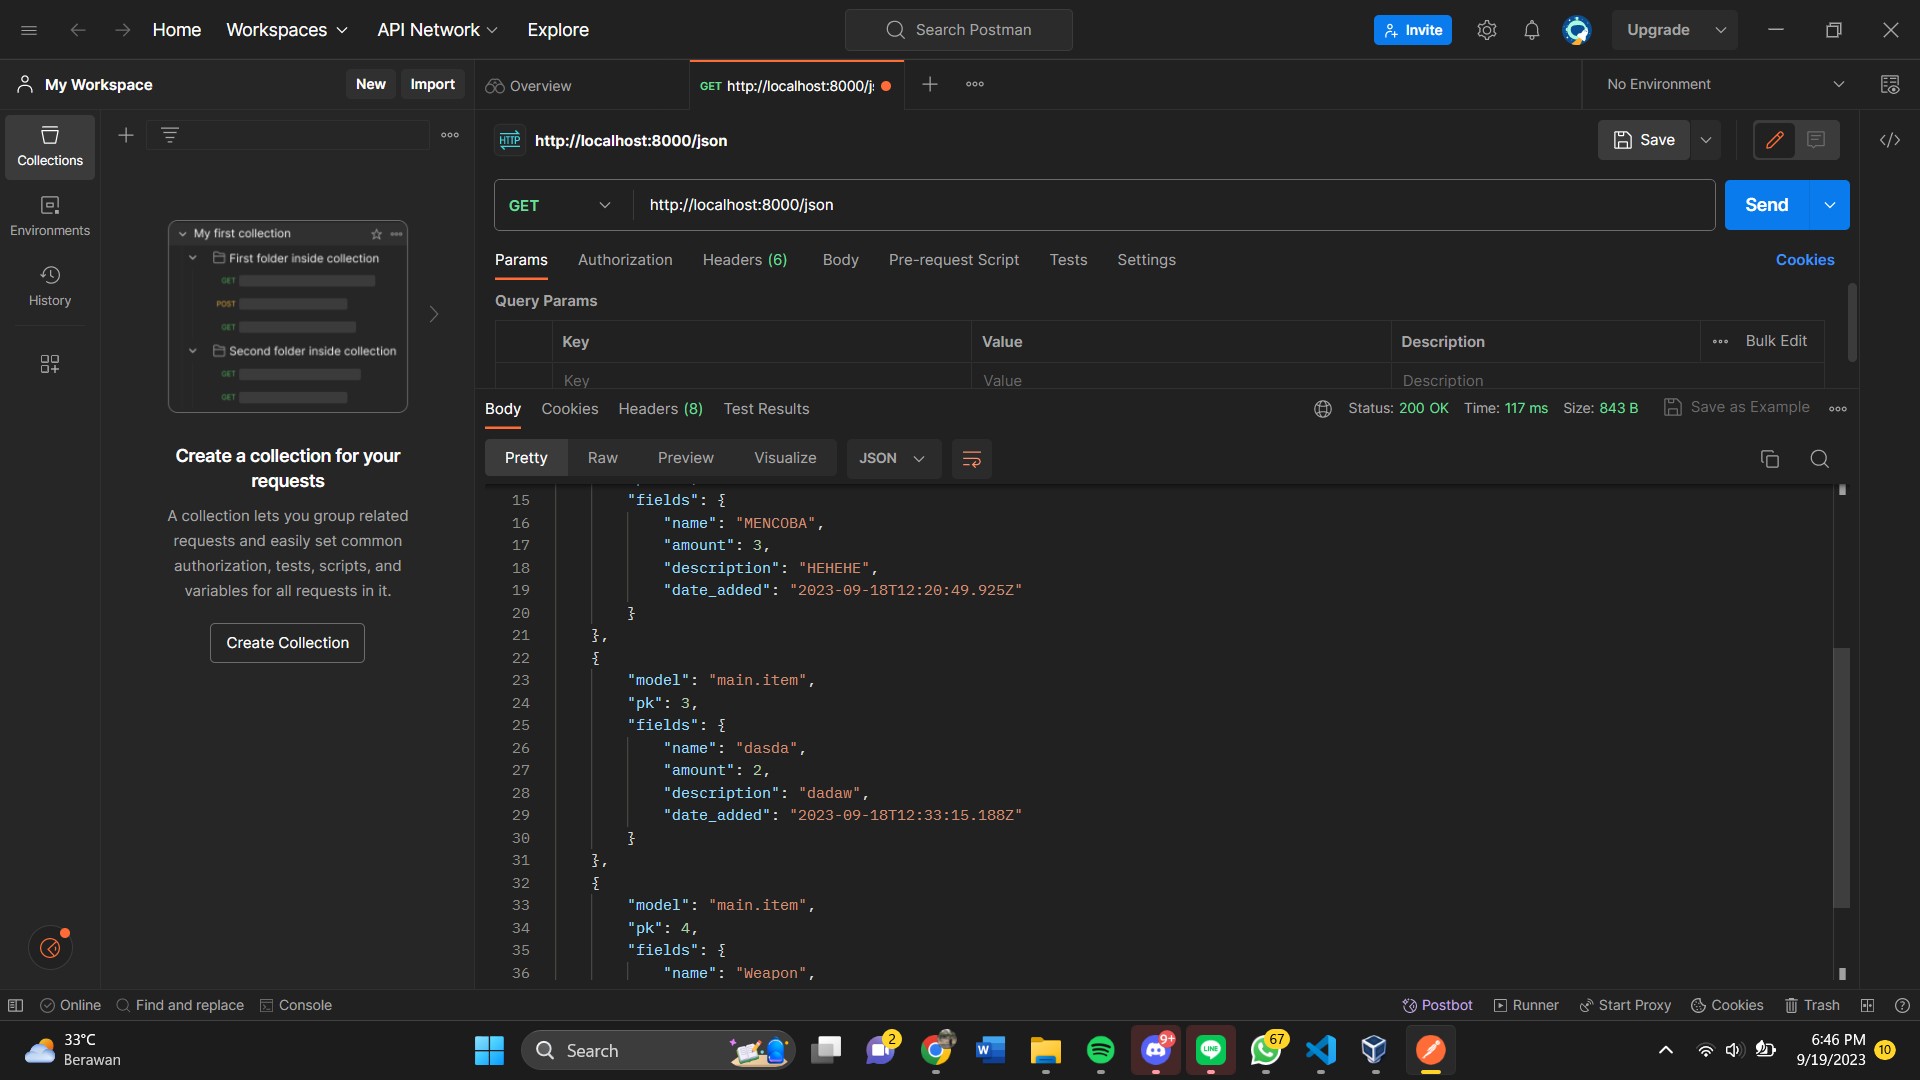 Home Workspaces API Network Explore Search Postman Invite Upgrade
My Workspace New Import Overview GET http://localhost:8000/j: No Environment
HTTP http://localhost:8000/json Save
Collections
Environments
History
My first collection
First folder inside collection
GET
POST
GET
Second folder inside collection
GET
GET
Create a collection for your
requests
A collection lets you group related
requests and easily set common
authorization, tests, scripts, and
variables for all requests in it.
Create Collection
GET http://localhost:8000/json Send
Params Authorization Headers (6) Body Pre-request Script Tests Settings Cookies
Query Params
Key Value Description Bulk Edit
Key Value Description
Body Cookies Headers (8) Test Results Status: 200 OK Time: 117 ms Size: 843 B Save as Example
Pretty Raw Preview Visualize JSON
15 "fields": {
16 "name": "MENCOBA",
17 "amount": 3,
18 "description": "HEHEHE",
19 "date_added": "2023-09-18T12:20:49.925Z"
20 }
21 },
22 {
23 "model": "main.item",
24 "pk": 3,
25 "fields": {
26 "name": "dasda",
27 "amount": 2,
28 "description": "dadaw",
29 "date_added": "2023-09-18T12:33:15.188Z"
30 }
31 },
32 {
33 "model": "main.item",
34 "pk": 4,
35 "fields": {
36 "name": "Weapon",
Online Find and replace Console Postbot Runner Start Proxy Cookies Trash
33°C
Berawan
Search
2
9+
67
6:46 PM
9/19/2023
10